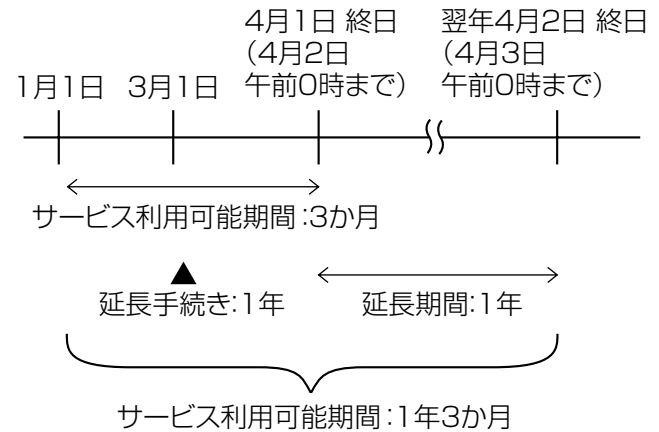 4月1日 終日
(4月2日
午前0時まで)
翌年4月2日 終日
(4月3日
午前0時まで)
1月1日
3月1日
サービス利用可能期間:3か月
延長手続き:1年
延長期間:1年
サービス利用可能期間:1年3か月